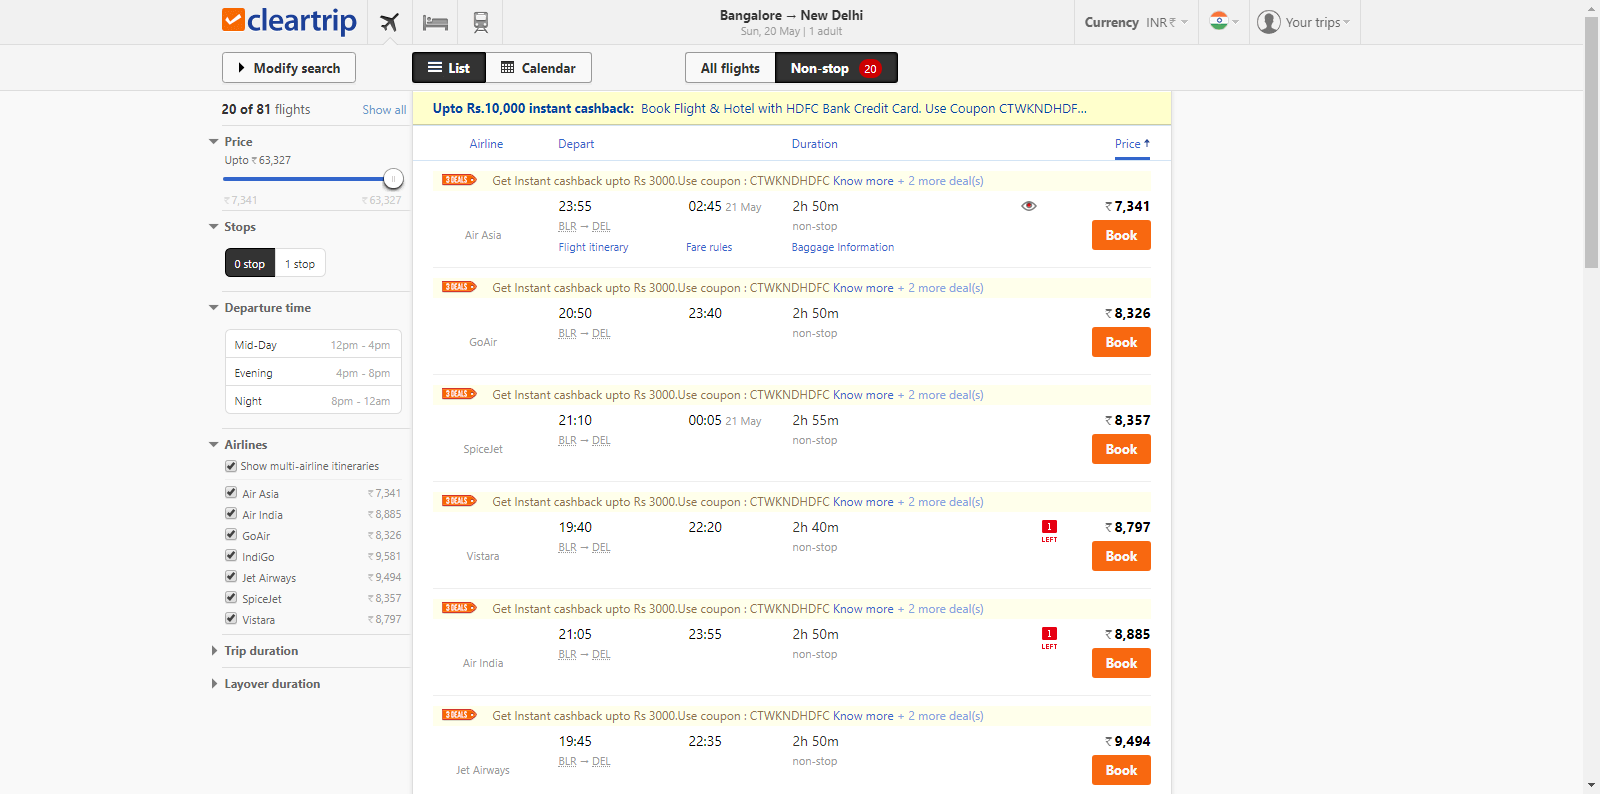 cleartrip
Bangalore → New Delhi
Sun, 20 May | 1 adult
Currency INR ₹
Your trips
Modify search
List
Calendar
All flights
Non-stop 20
20 of 81 flights
Show all
Price
Upto ₹ 63,327
₹ 7,341
₹ 63,327
Stops
0 stop
1 stop
Departure time
Mid-Day 12pm - 4pm
Evening 4pm - 8pm
Night 8pm - 12am
Airlines
Show multi-airline itineraries
Air Asia ₹ 7,341
Air India ₹ 8,885
GoAir ₹ 8,326
IndiGo ₹ 9,581
Jet Airways ₹ 9,494
SpiceJet ₹ 8,357
Vistara ₹ 8,797
Trip duration
Layover duration
Upto Rs.10,000 instant cashback: Book Flight & Hotel with HDFC Bank Credit Card. Use Coupon CTWKNDHDF...
Airline Depart Duration Price ↑
3 DEALS Get Instant cashback upto Rs 3000.Use coupon : CTWKNDHDFC Know more + 2 more deal(s)
23:55 02:45 21 May 2h 50m ₹ 7,341
BLR → DEL non-stop
Air Asia Book
Flight itinerary Fare rules Baggage Information
3 DEALS Get Instant cashback upto Rs 3000.Use coupon : CTWKNDHDFC Know more + 2 more deal(s)
20:50 23:40 2h 50m ₹ 8,326
BLR → DEL non-stop
GoAir Book
3 DEALS Get Instant cashback upto Rs 3000.Use coupon : CTWKNDHDFC Know more + 2 more deal(s)
21:10 00:05 21 May 2h 55m ₹ 8,357
BLR → DEL non-stop
SpiceJet Book
3 DEALS Get Instant cashback upto Rs 3000.Use coupon : CTWKNDHDFC Know more + 2 more deal(s)
19:40 22:20 2h 40m 1 LEFT ₹ 8,797
BLR → DEL non-stop
Vistara Book
3 DEALS Get Instant cashback upto Rs 3000.Use coupon : CTWKNDHDFC Know more + 2 more deal(s)
21:05 23:55 2h 50m 1 LEFT ₹ 8,885
BLR → DEL non-stop
Air India Book
3 DEALS Get Instant cashback upto Rs 3000.Use coupon : CTWKNDHDFC Know more + 2 more deal(s)
19:45 22:35 2h 50m ₹ 9,494
BLR → DEL non-stop
Jet Airways Book